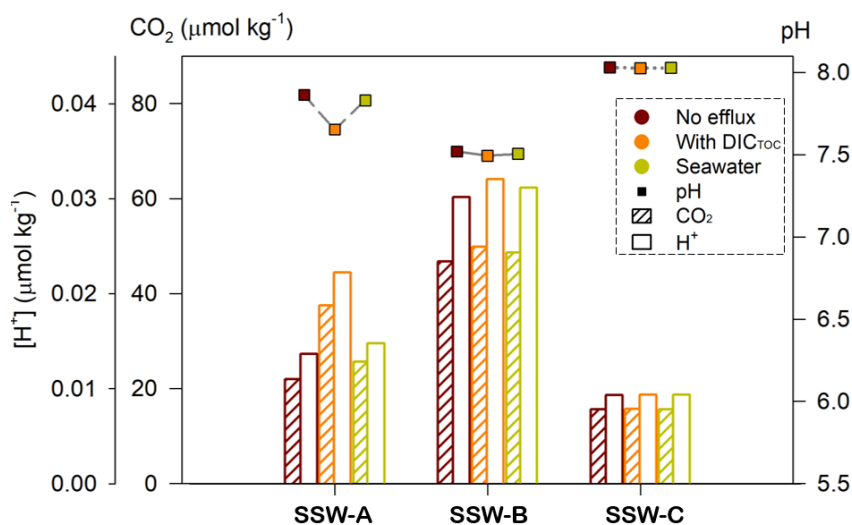 CO₂ (μmol kg⁻¹)
pH
[H⁺] (μmol kg⁻¹)
0.04
0.03
0.02
0.01
0.00
80
60
40
20
0
8.0
7.5
7.0
6.5
6.0
5.5
No efflux
With DICTOC
Seawater
pH
CO₂
H⁺
SSW-A
SSW-B
SSW-C